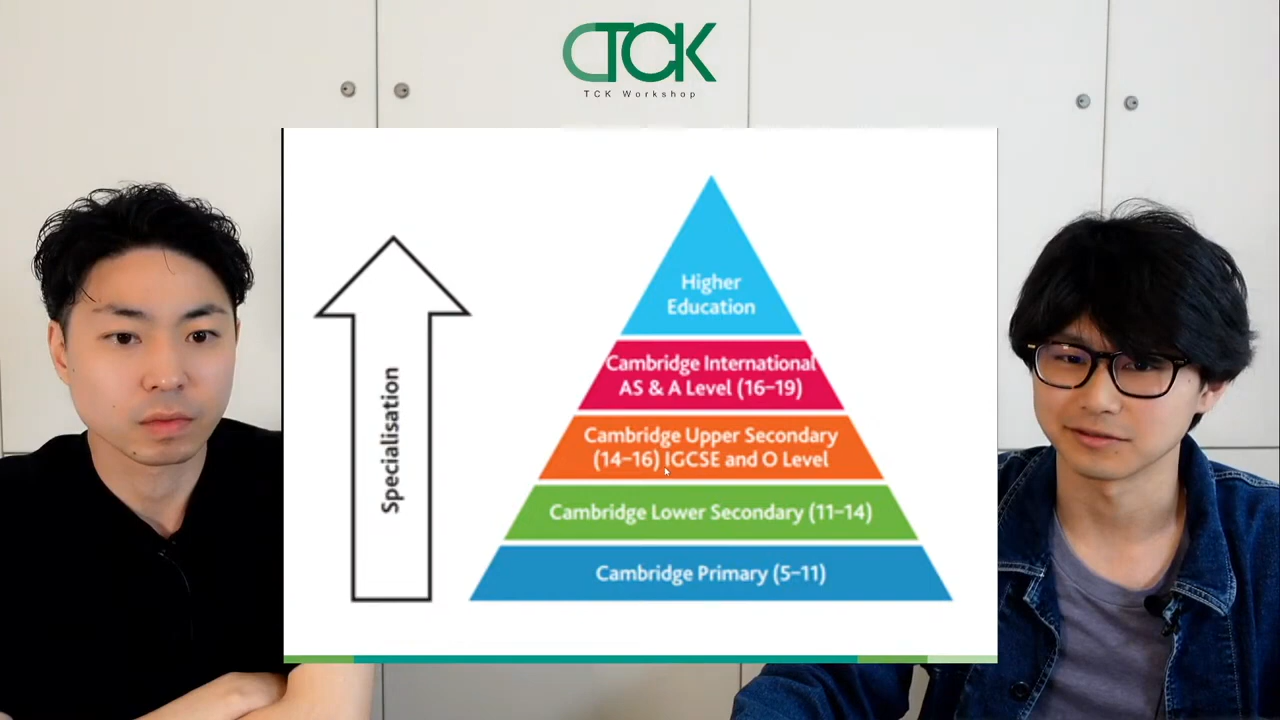 TCK
TCK Workshop
Higher
Education
Cambridge International
AS & A Level (16–19)
Cambridge Upper Secondary
(14–16) IGCSE and O Level
Cambridge Lower Secondary (11–14)
Cambridge Primary (5–11)
Specialisation